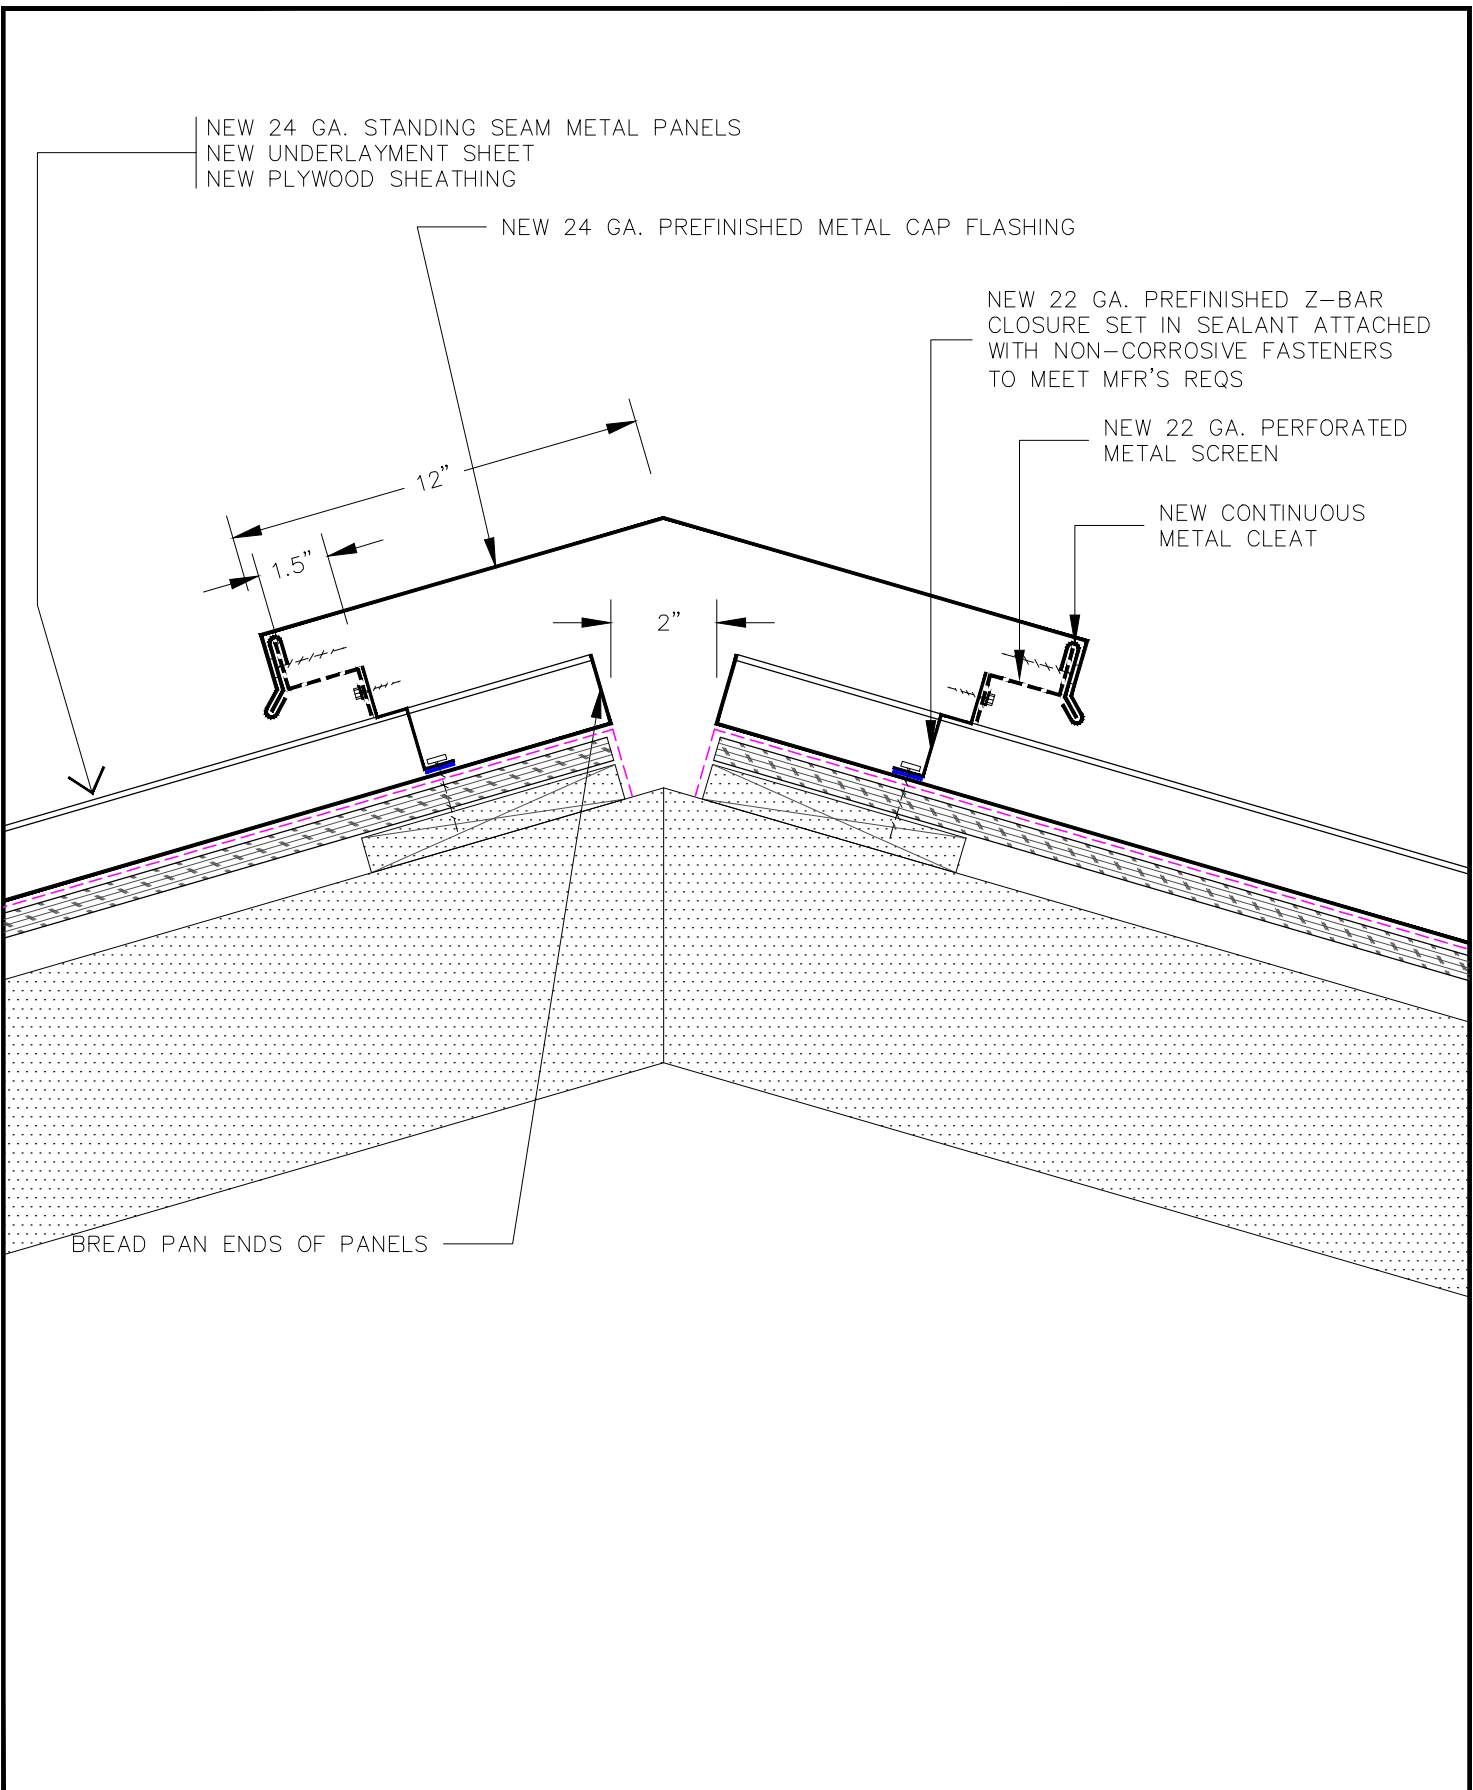 NEW 24 GA. STANDING SEAM METAL PANELS
NEW UNDERLAYMENT SHEET
NEW PLYWOOD SHEATHING
NEW 24 GA. PREFINISHED METAL CAP FLASHING
NEW 22 GA. PREFINISHED Z-BAR
CLOSURE SET IN SEALANT ATTACHED
WITH NON-CORROSIVE FASTENERS
TO MEET MFR'S REQS
NEW 22 GA. PERFORATED
METAL SCREEN
12"
NEW CONTINUOUS
METAL CLEAT
1.5"
2"
BREAD PAN ENDS OF PANELS